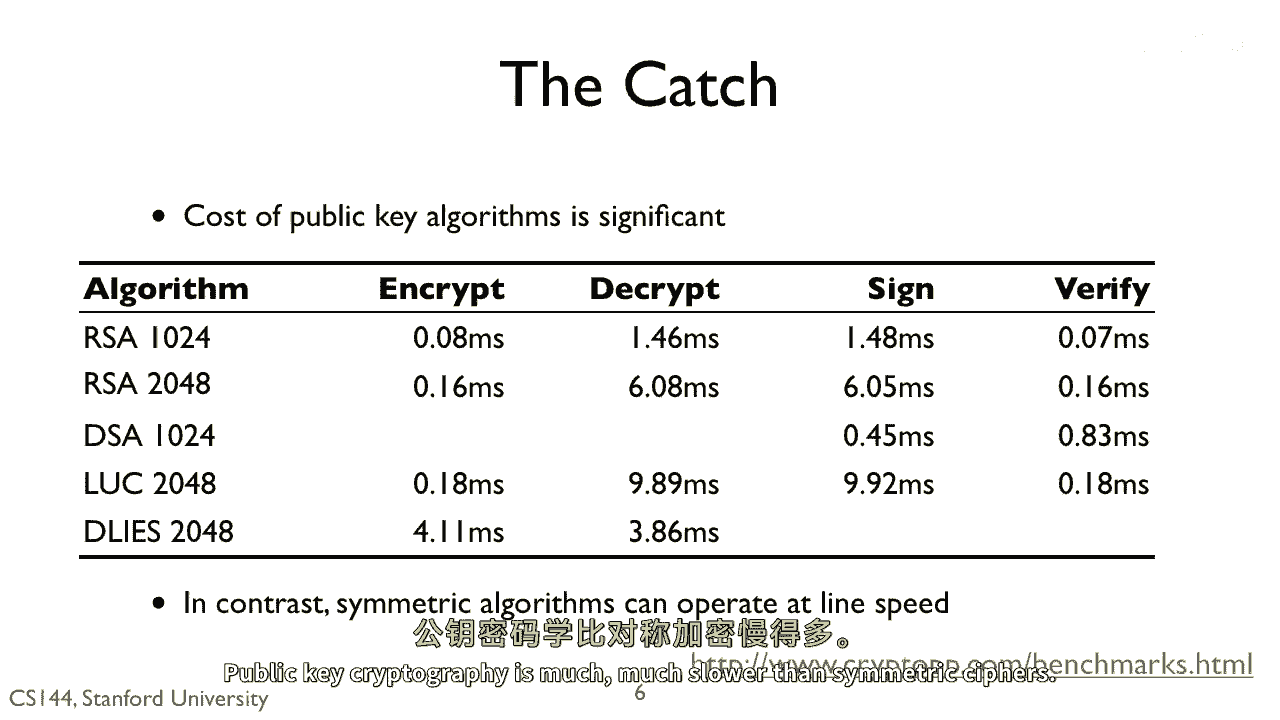 The Catch
• Cost of public key algorithms is significant
Algorithm Encrypt Decrypt Sign Verify
RSA 1024 0.08ms 1.46ms 1.48ms 0.07ms
RSA 2048 0.16ms 6.08ms 6.05ms 0.16ms
DSA 1024 0.45ms 0.83ms
LUC 2048 0.18ms 9.89ms 9.92ms 0.18ms
DLIES 2048 4.11ms 3.86ms
• In contrast, symmetric algorithms can operate at line speed
公钥密码学比对称加密慢得多。
http://www.cryptopp.com/benchmarks.html
Public key cryptography is much, much slower than symmetric ciphers.
CS144, Stanford University
6